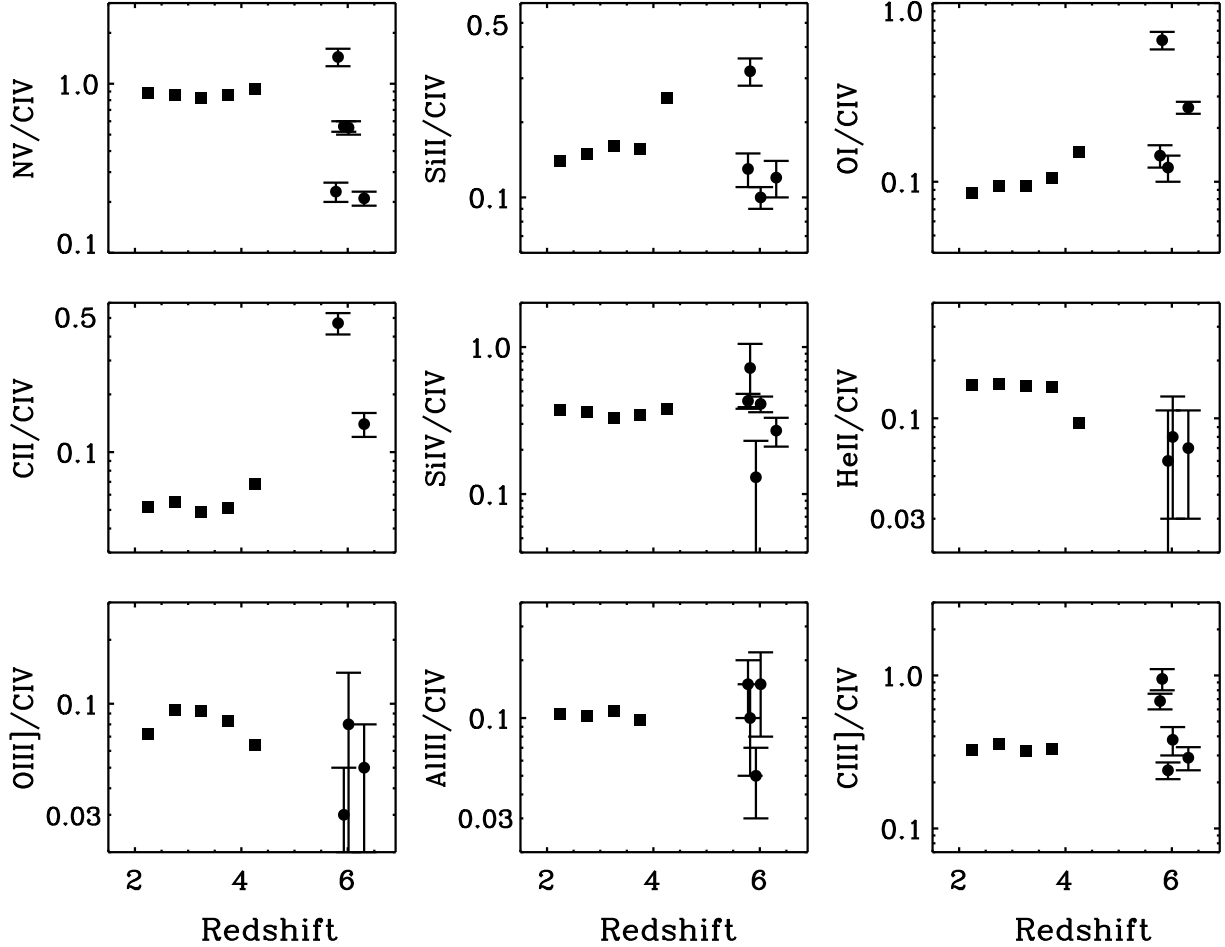 NV/CIV
1.0
0.1
SiII/CIV
0.5
0.1
OI/CIV
1.0
0.1
CII/CIV
0.5
0.1
SiIV/CIV
1.0
0.1
HeII/CIV
0.1
0.03
OIII]/CIV
0.1
0.03
2 4 6
Redshift
AlIII/CIV
0.1
0.03
2 4 6
Redshift
CIII]/CIV
1.0
0.1
2 4 6
Redshift